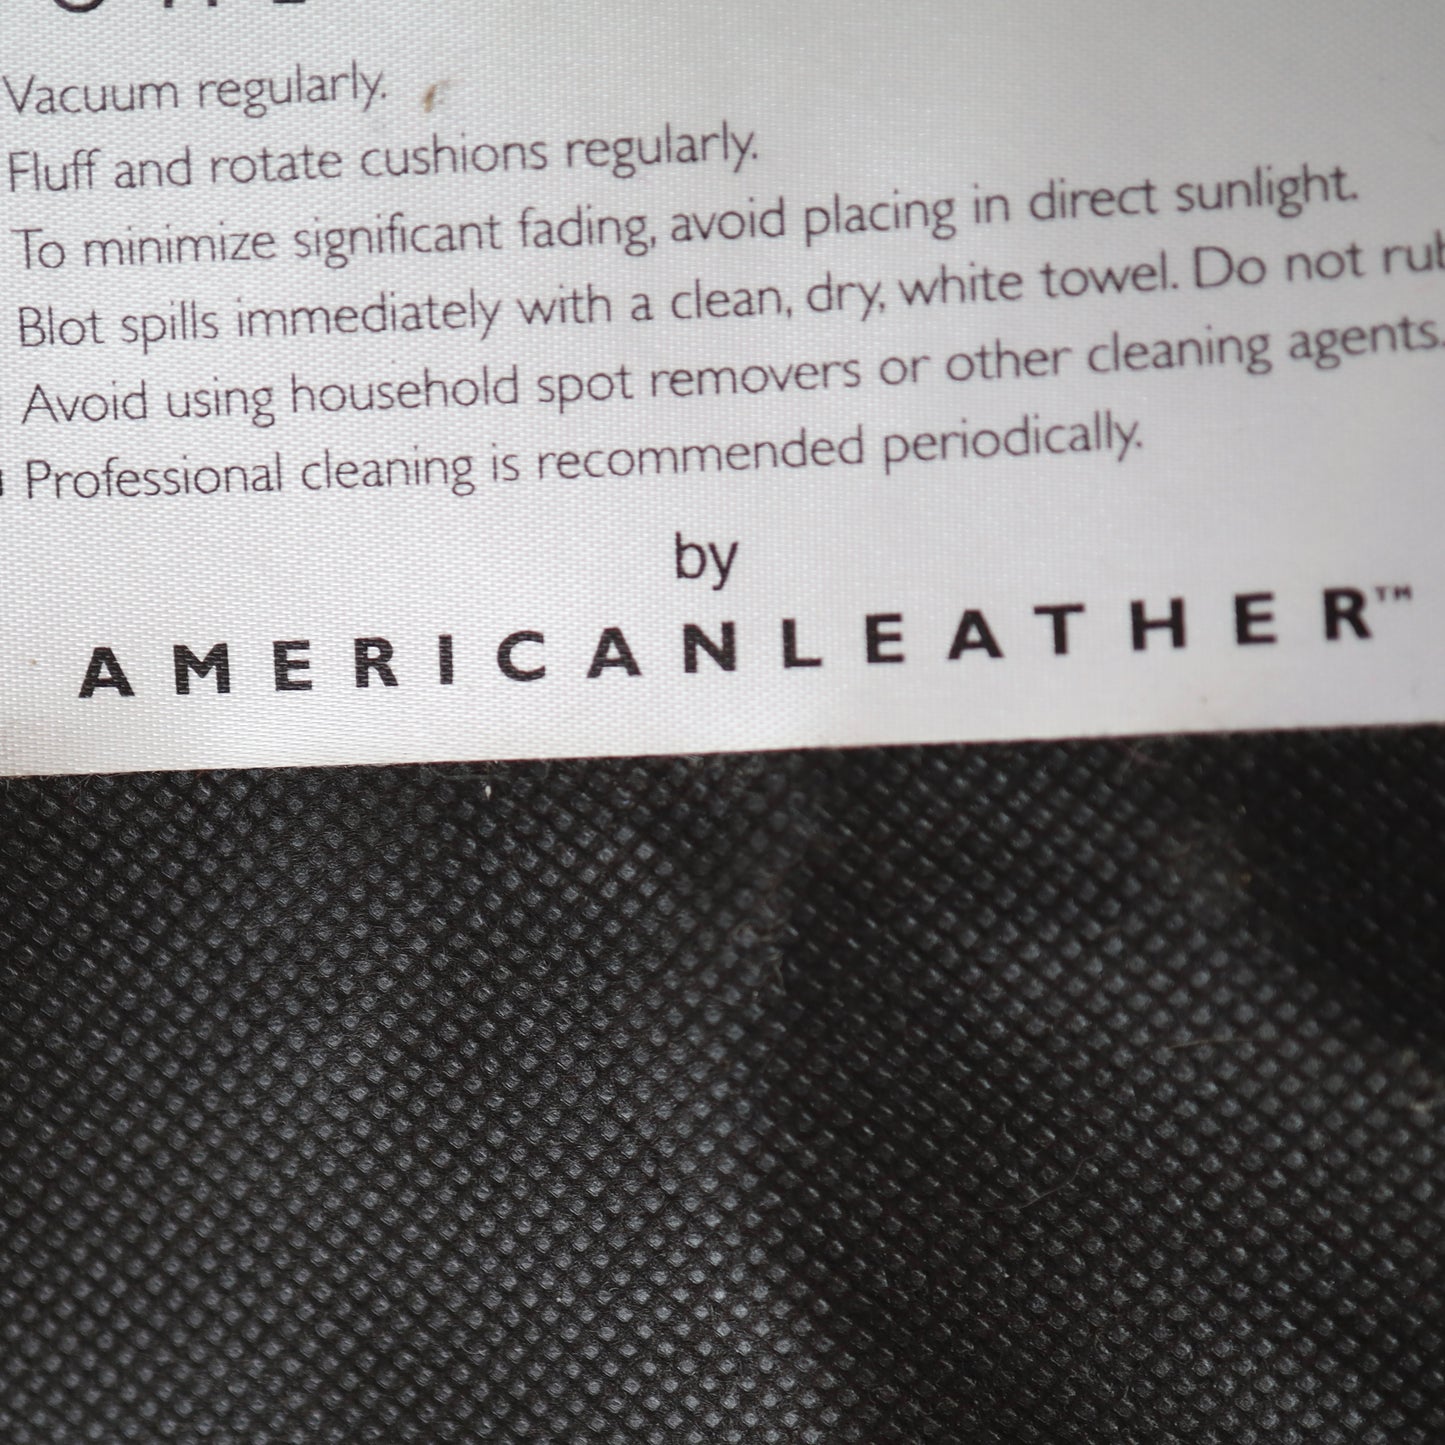 Vacuum regularly.
Fluff and rotate cushions regularly.
To minimize significant fading, avoid placing in direct sunlight.
Blot spills immediately with a clean, dry, white towel. Do not
Avoid using household spot removers or other cleaning agents.
Professional cleaning is recommended periodically.
by
AMERICANLEATHER™